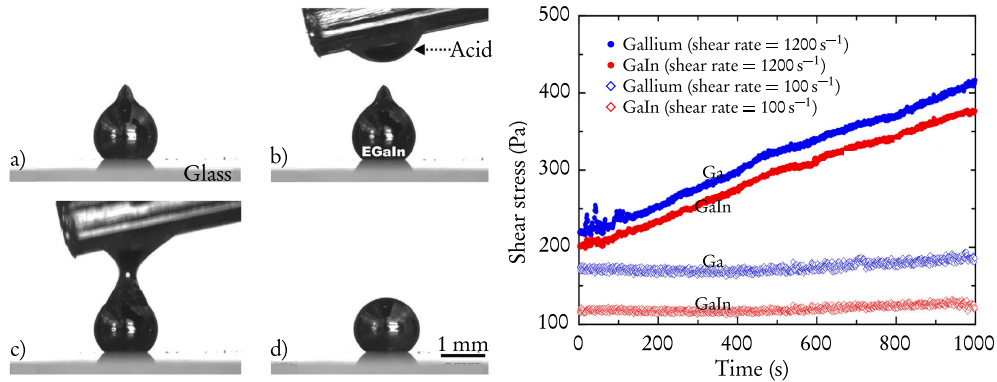 a)
Glass
b)
Acid
EGaIn
c)
d)
1 mm
500
400
300
200
100
Shear stress (Pa)
Gallium (shear rate = 1200 s⁻¹)
GaIn (shear rate = 1200 s⁻¹)
Gallium (shear rate = 100 s⁻¹)
GaIn (shear rate = 100 s⁻¹)
Ga
GaIn
Ga
GaIn
0 200 400 600 800 1000
Time (s)